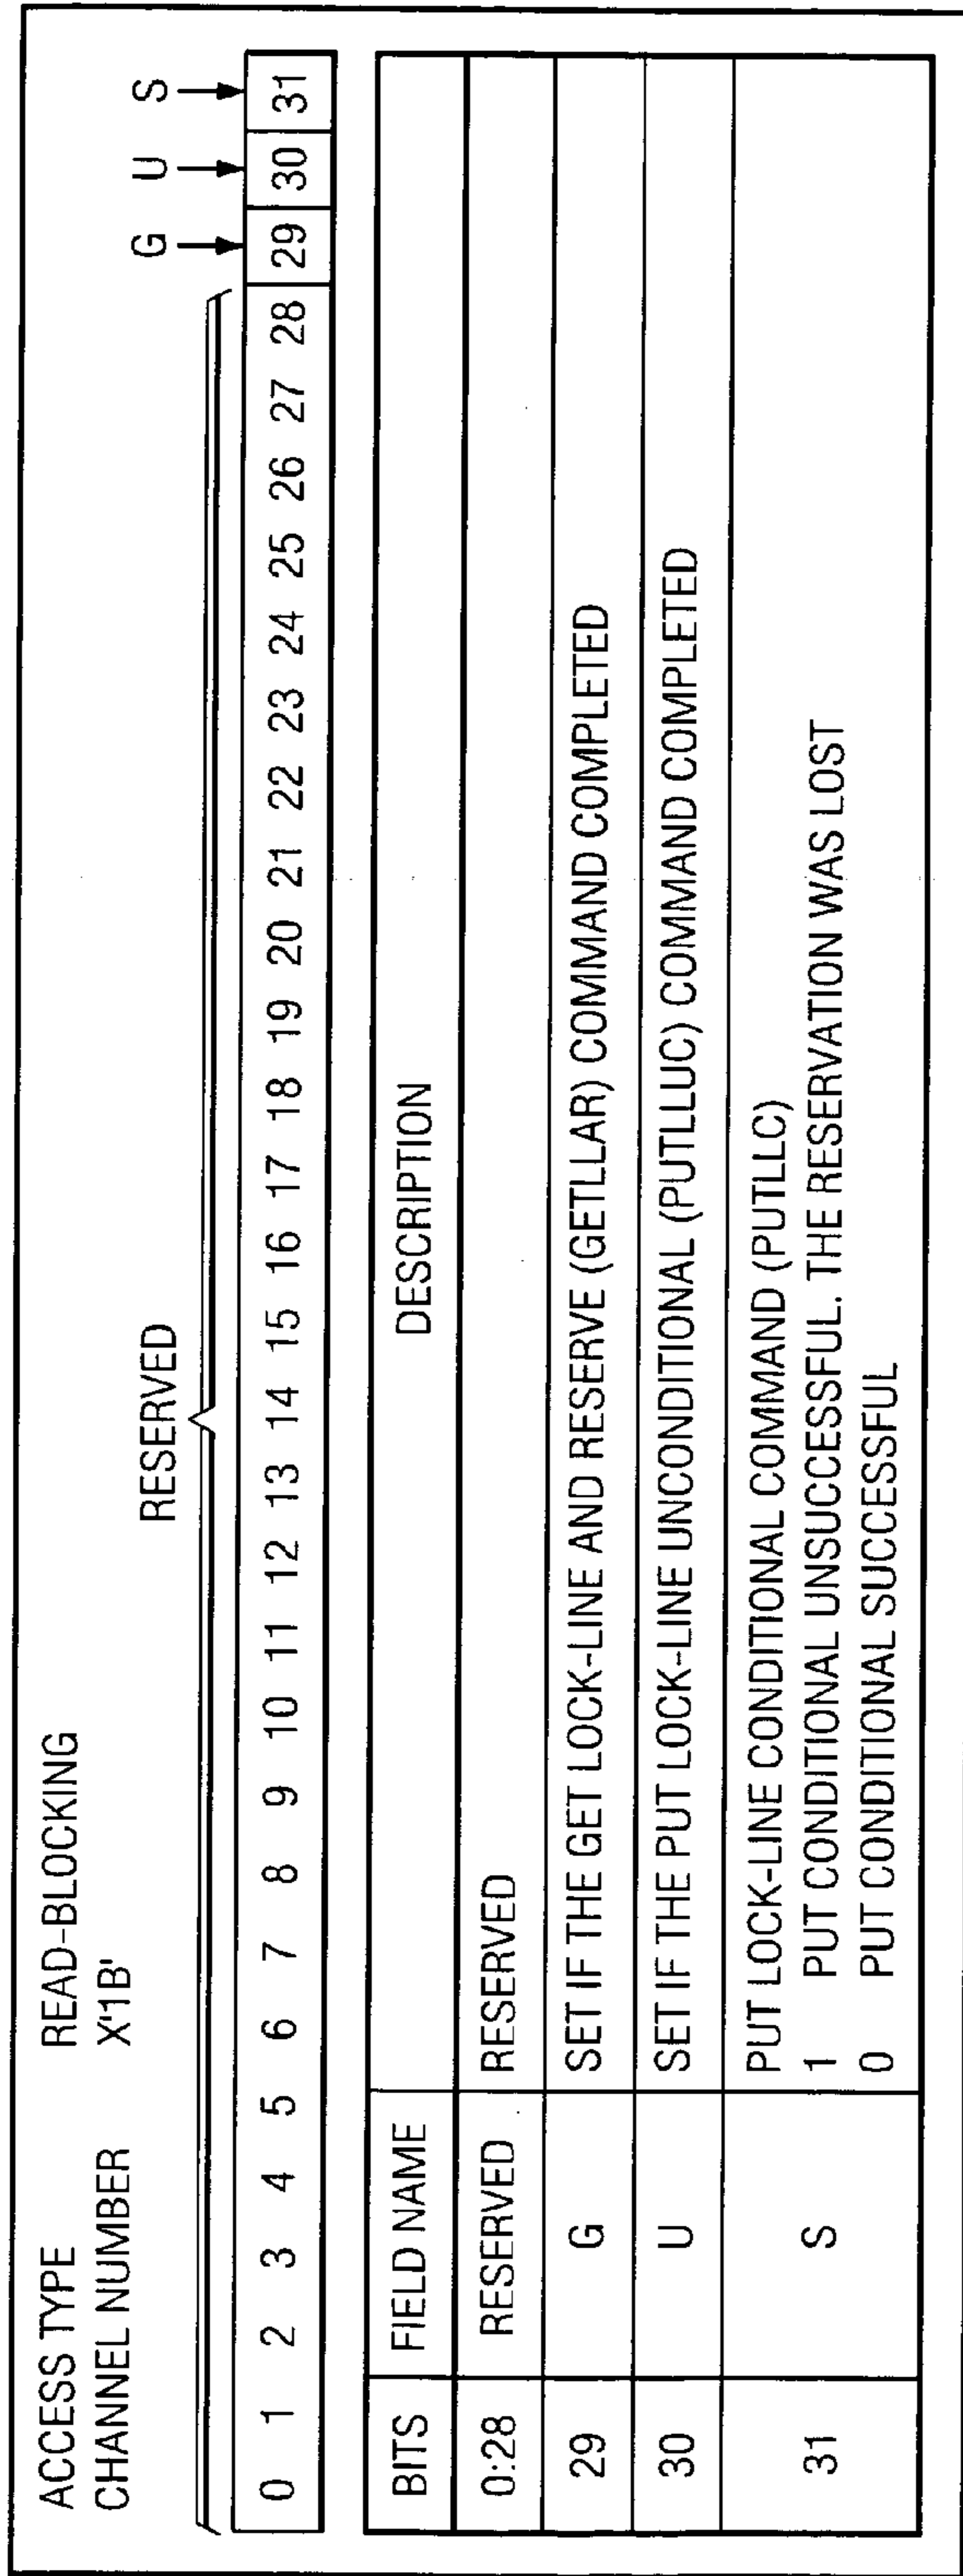 ACCESS TYPE READ-BLOCKING
CHANNEL NUMBER X'1B'
RESERVED G U S
0 1 2 3 4 5 6 7 8 9 10 11 12 13 14 15 16 17 18 19 20 21 22 23 24 25 26 27 28 29 30 31
BITS FIELD NAME DESCRIPTION
0:28 RESERVED RESERVED
29 G SET IF THE GET LOCK-LINE AND RESERVE (GETLLAR) COMMAND COMPLETED
30 U SET IF THE PUT LOCK-LINE UNCONDITIONAL (PUTLLUC) COMMAND COMPLETED
31 S PUT LOCK-LINE CONDITIONAL COMMAND (PUTLLC)
1 PUT CONDITIONAL UNSUCCESSFUL. THE RESERVATION WAS LOST
0 PUT CONDITIONAL SUCCESSFUL